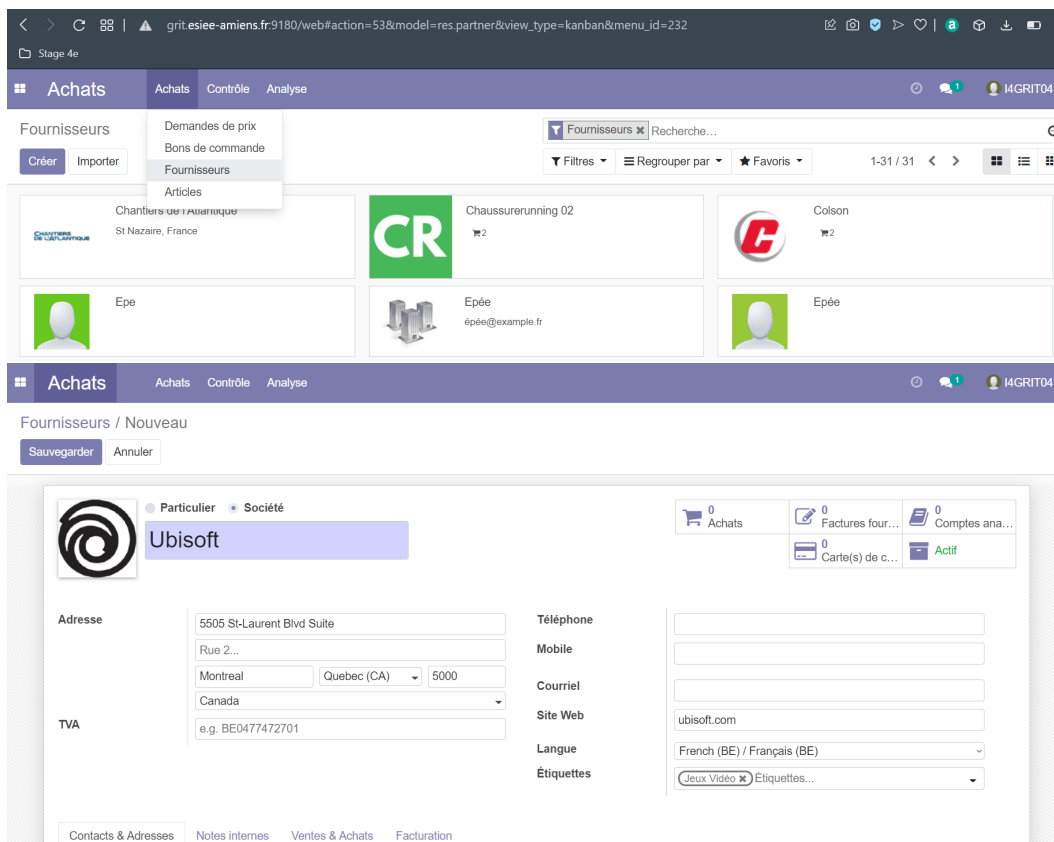 grit.esiee-amiens.fr:9180/web#action=53&model=res.partner&view_type=kanban&menu_id=232
a
Stage 4e
Achats Achats Contrôle Analyse 1 I4GRIT04
Fournisseurs Demandes de prix Fournisseurs Recherche...
Bons de commande
Créer Importer Fournisseurs Filtres Regrouper par Favoris 1-31 / 31
Articles
Chantiers de l'Atlantique Chaussurerunning 02 Colson
CHANTIERS DE L'ATLANTIQUE St Nazaire, France CR 2 C 2
Epe Epée Epée
épée@example.fr
Achats Achats Contrôle Analyse 1 I4GRIT04
Fournisseurs / Nouveau
Sauvegarder Annuler
Particulier Société
Ubisoft
0 Achats 0 Factures four... 0 Comptes ana...
0 Carte(s) de c... Actif
Adresse 5505 St-Laurent Blvd Suite Téléphone
Rue 2... Mobile
Montreal Quebec (CA) 5000 Courriel
Canada Site Web ubisoft.com
TVA e.g. BE0477472701
Langue French (BE) / Français (BE)
Étiquettes Jeux Vidéo Étiquettes...
Contacts & Adresses Notes internes Ventes & Achats Facturation